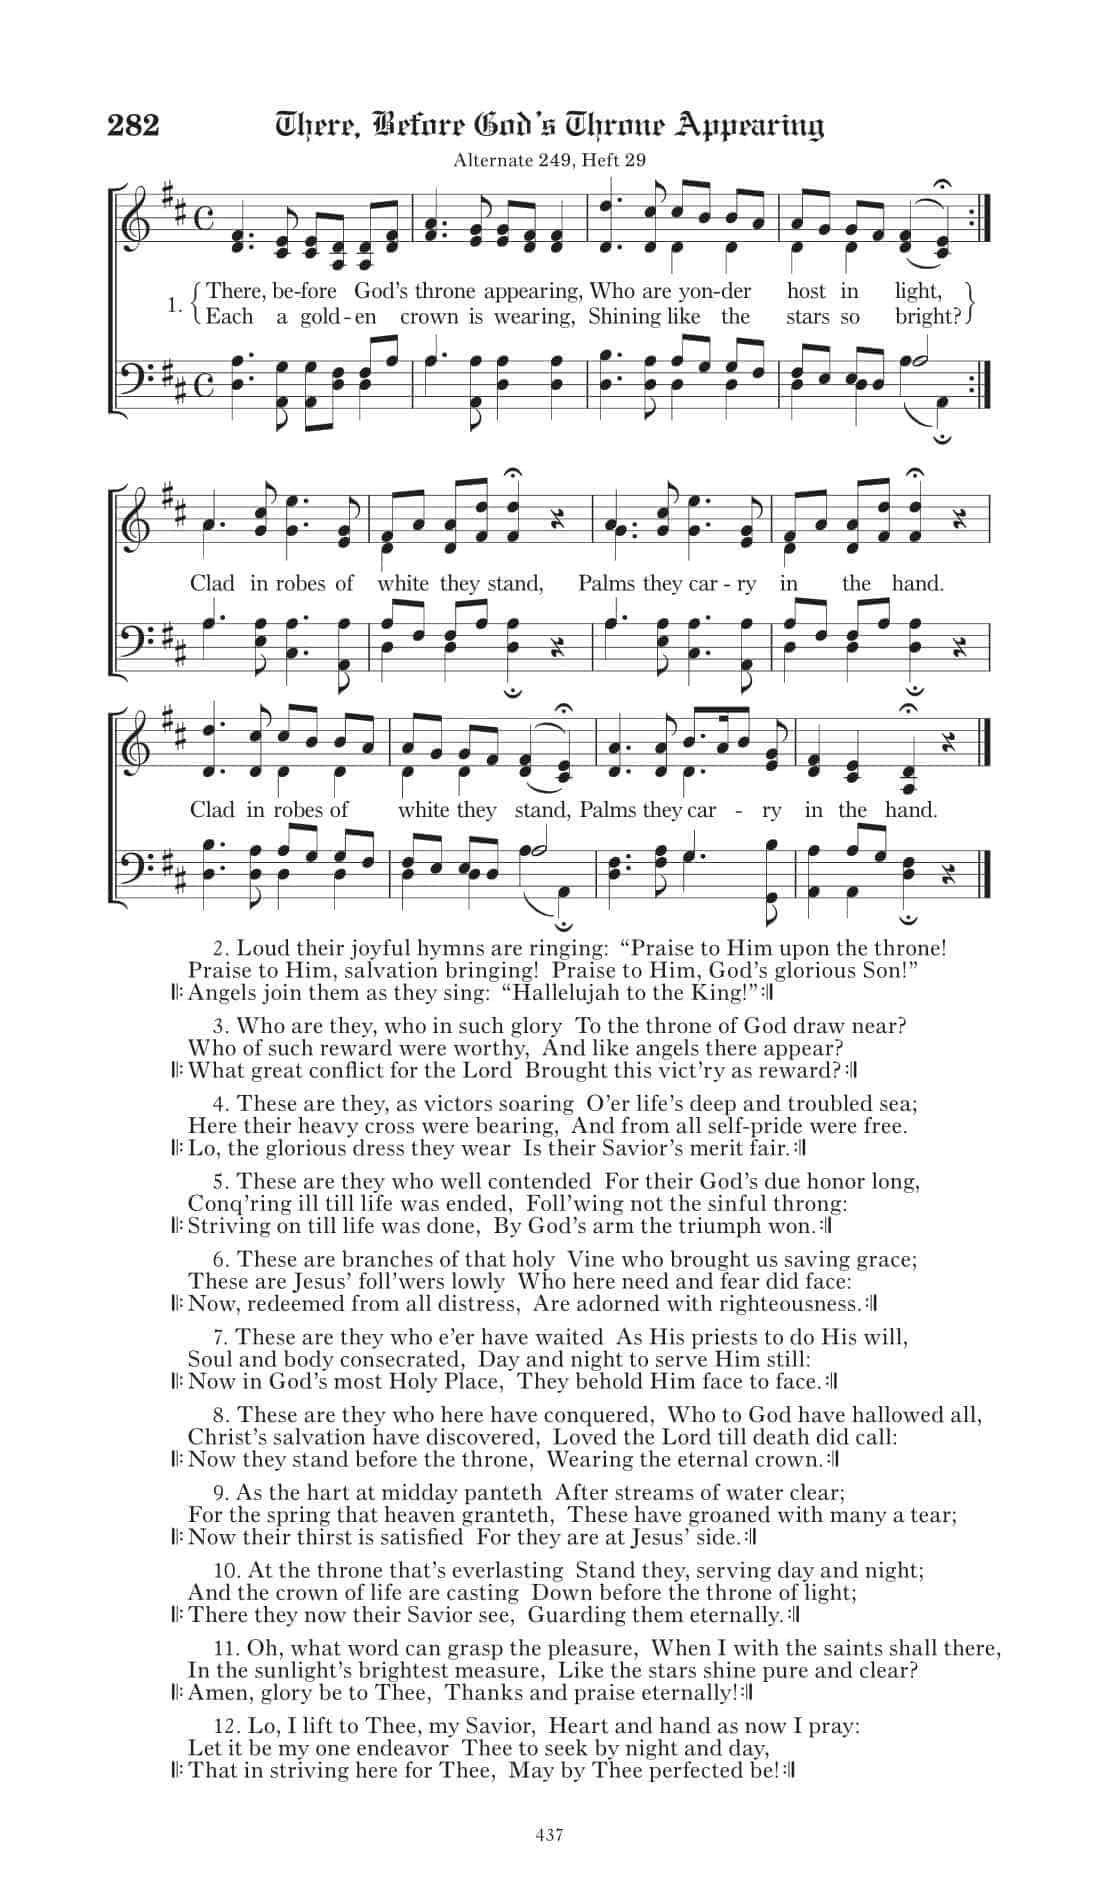 282 There, Before God's Throne Appearing
Alternate 249, Heft 29
1. { There, be-fore God's throne appearing, Who are yon-der host in light, }
{ Each a gold-en crown is wearing, Shining like the stars so bright? }
Clad in robes of white they stand, Palms they car-ry in the hand.
Clad in robes of white they stand, Palms they car - ry in the hand.
2. Loud their joyful hymns are ringing: “Praise to Him upon the throne!
Praise to Him, salvation bringing! Praise to Him, God's glorious Son!”
𝄆 Angels join them as they sing: “Hallelujah to the King!” 𝄇
3. Who are they, who in such glory To the throne of God draw near?
Who of such reward were worthy, And like angels there appear?
𝄆 What great conflict for the Lord Brought this vict'ry as reward? 𝄇
4. These are they, as victors soaring O'er life's deep and troubled sea;
Here their heavy cross were bearing, And from all self-pride were free.
𝄆 Lo, the glorious dress they wear Is their Savior's merit fair. 𝄇
5. These are they who well contended For their God's due honor long,
Conq'ring ill till life was ended, Foll'wing not the sinful throng:
𝄆 Striving on till life was done, By God's arm the triumph won. 𝄇
6. These are branches of that holy Vine who brought us saving grace;
These are Jesus' foll'wers lowly Who here need and fear did face:
𝄆 Now, redeemed from all distress, Are adorned with righteousness. 𝄇
7. These are they who e'er have waited As His priests to do His will,
Soul and body consecrated, Day and night to serve Him still:
𝄆 Now in God's most Holy Place, They behold Him face to face. 𝄇
8. These are they who here have conquered, Who to God have hallowed all,
Christ's salvation have discovered, Loved the Lord till death did call:
𝄆 Now they stand before the throne, Wearing the eternal crown. 𝄇
9. As the hart at midday panteth After streams of water clear;
For the spring that heaven granteth, These have groaned with many a tear;
𝄆 Now their thirst is satisfied For they are at Jesus' side. 𝄇
10. At the throne that's everlasting Stand they, serving day and night;
And the crown of life are casting Down before the throne of light;
𝄆 There they now their Savior see, Guarding them eternally. 𝄇
11. Oh, what word can grasp the pleasure, When I with the saints shall there,
In the sunlight's brightest measure, Like the stars shine pure and clear?
𝄆 Amen, glory be to Thee, Thanks and praise eternally! 𝄇
12. Lo, I lift to Thee, my Savior, Heart and hand as now I pray:
Let it be my one endeavor Thee to seek by night and day,
𝄆 That in striving here for Thee, May by Thee perfected be! 𝄇
437